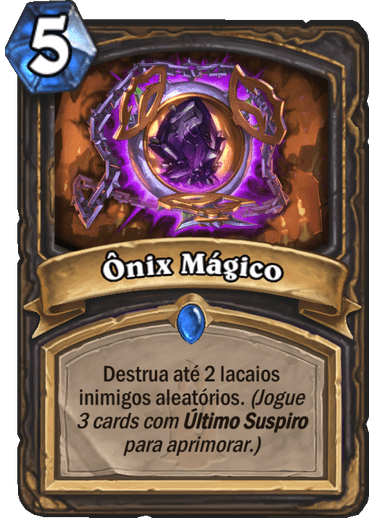 5
Ônix Mágico
Destrua até 2 lacaios
inimigos aleatórios. (Jogue
3 cards com Último Suspiro
para aprimorar.)